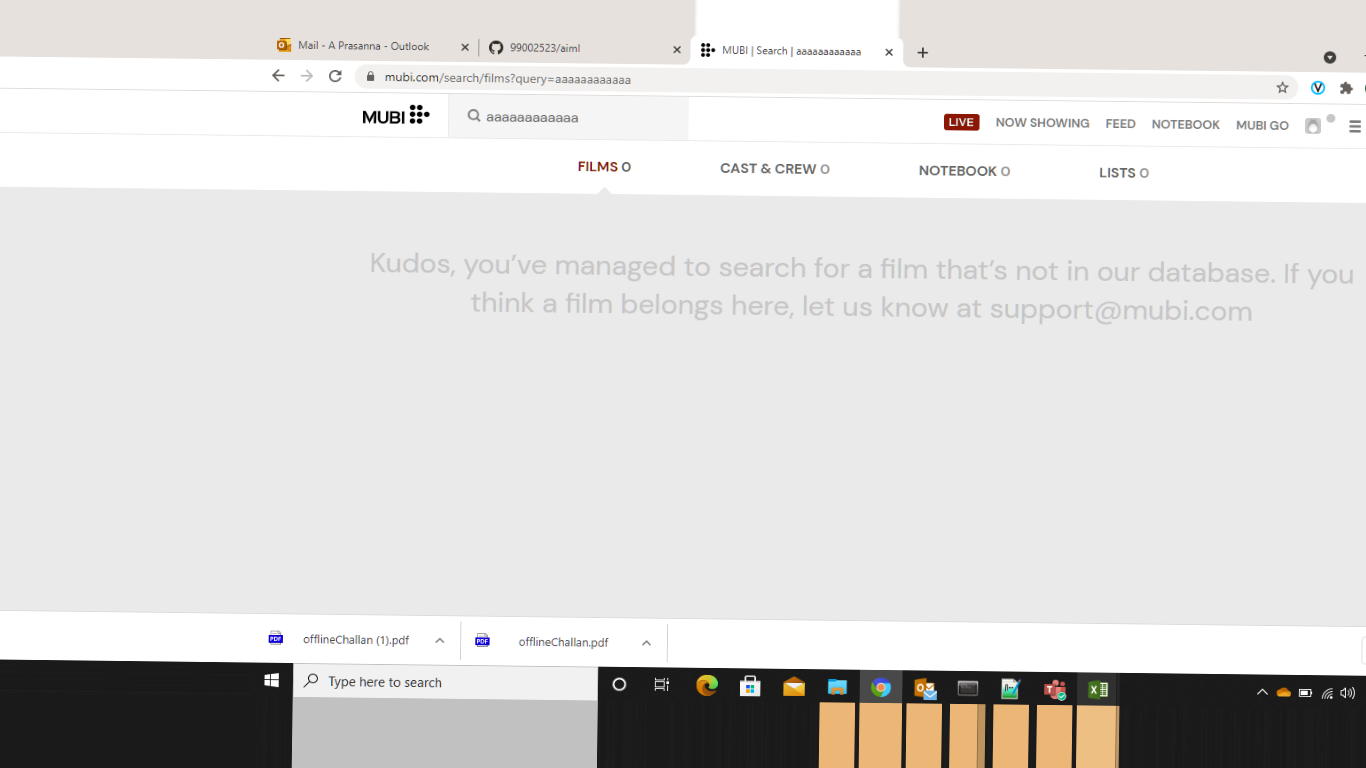 Mail - A Prasanna - Outlook
99002523/aiml
MUBI | Search | aaaaaaaaaaaa
mubi.com/search/films?query=aaaaaaaaaaaa
MUBI
aaaaaaaaaaaa
LIVE
NOW SHOWING
FEED
NOTEBOOK
MUBI GO
FILMS 0
CAST & CREW 0
NOTEBOOK 0
LISTS 0
Kudos, you've managed to search for a film that's not in our database. If you
think a film belongs here, let us know at support@mubi.com
PDF
offlineChallan (1).pdf
PDF
offlineChallan.pdf
Type here to search